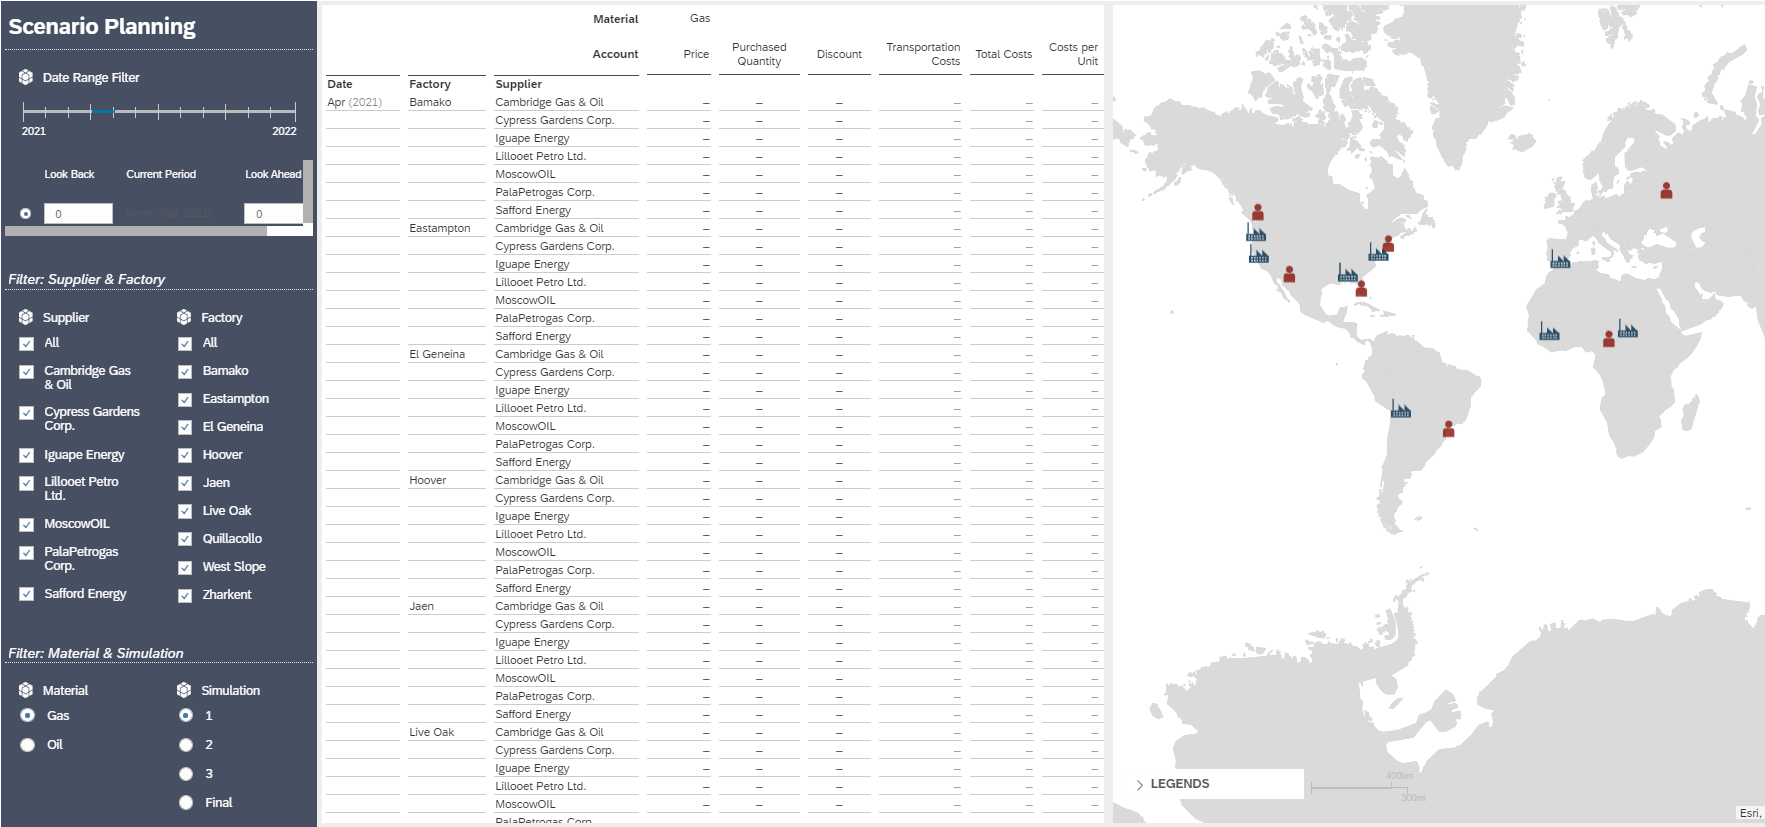 Scenario Planning
Date Range Filter
2021 2022
Look Back Current Period Look Ahead
0 Month (Apr, 2021) 0
Filter: Supplier & Factory
Supplier Factory
All All
Cambridge Gas Bamako
& Oil
Eastampton
Cypress Gardens
Corp. El Geneina
Iguape Energy Hoover
Lillooet Petro Jaen
Ltd.
Live Oak
MoscowOIL Quillacollo
PalaPetrogas West Slope
Corp.
Safford Energy Zharkent
Filter: Material & Simulation
Material Simulation
Gas 1
Oil 2
3
Final
Material Gas
Account Price Purchased Quantity Discount Transportation Costs Total Costs Costs per Unit
Date Factory Supplier
Apr (2021) Bamako Cambridge Gas & Oil – – – – – –
Cypress Gardens Corp. – – – – – –
Iguape Energy – – – – – –
Lillooet Petro Ltd. – – – – – –
MoscowOIL – – – – – –
PalaPetrogas Corp. – – – – – –
Safford Energy – – – – – –
Eastampton Cambridge Gas & Oil – – – – – –
Cypress Gardens Corp. – – – – – –
Iguape Energy – – – – – –
Lillooet Petro Ltd. – – – – – –
MoscowOIL – – – – – –
PalaPetrogas Corp. – – – – – –
Safford Energy – – – – – –
El Geneina Cambridge Gas & Oil – – – – – –
Cypress Gardens Corp. – – – – – –
Iguape Energy – – – – – –
Lillooet Petro Ltd. – – – – – –
MoscowOIL – – – – – –
PalaPetrogas Corp. – – – – – –
Safford Energy – – – – – –
Hoover Cambridge Gas & Oil – – – – – –
Cypress Gardens Corp. – – – – – –
Iguape Energy – – – – – –
Lillooet Petro Ltd. – – – – – –
MoscowOIL – – – – – –
PalaPetrogas Corp. – – – – – –
Safford Energy – – – – – –
Jaen Cambridge Gas & Oil – – – – – –
Cypress Gardens Corp. – – – – – –
Iguape Energy – – – – – –
Lillooet Petro Ltd. – – – – – –
MoscowOIL – – – – – –
PalaPetrogas Corp. – – – – – –
Safford Energy – – – – – –
Live Oak Cambridge Gas & Oil – – – – – –
Cypress Gardens Corp. – – – – – –
Iguape Energy – – – – – –
Lillooet Petro Ltd. – – – – – –
MoscowOIL – – – – – –
PalaPetrogas Corp. – – – – – –
LEGENDS
400km
300mi
Esri,